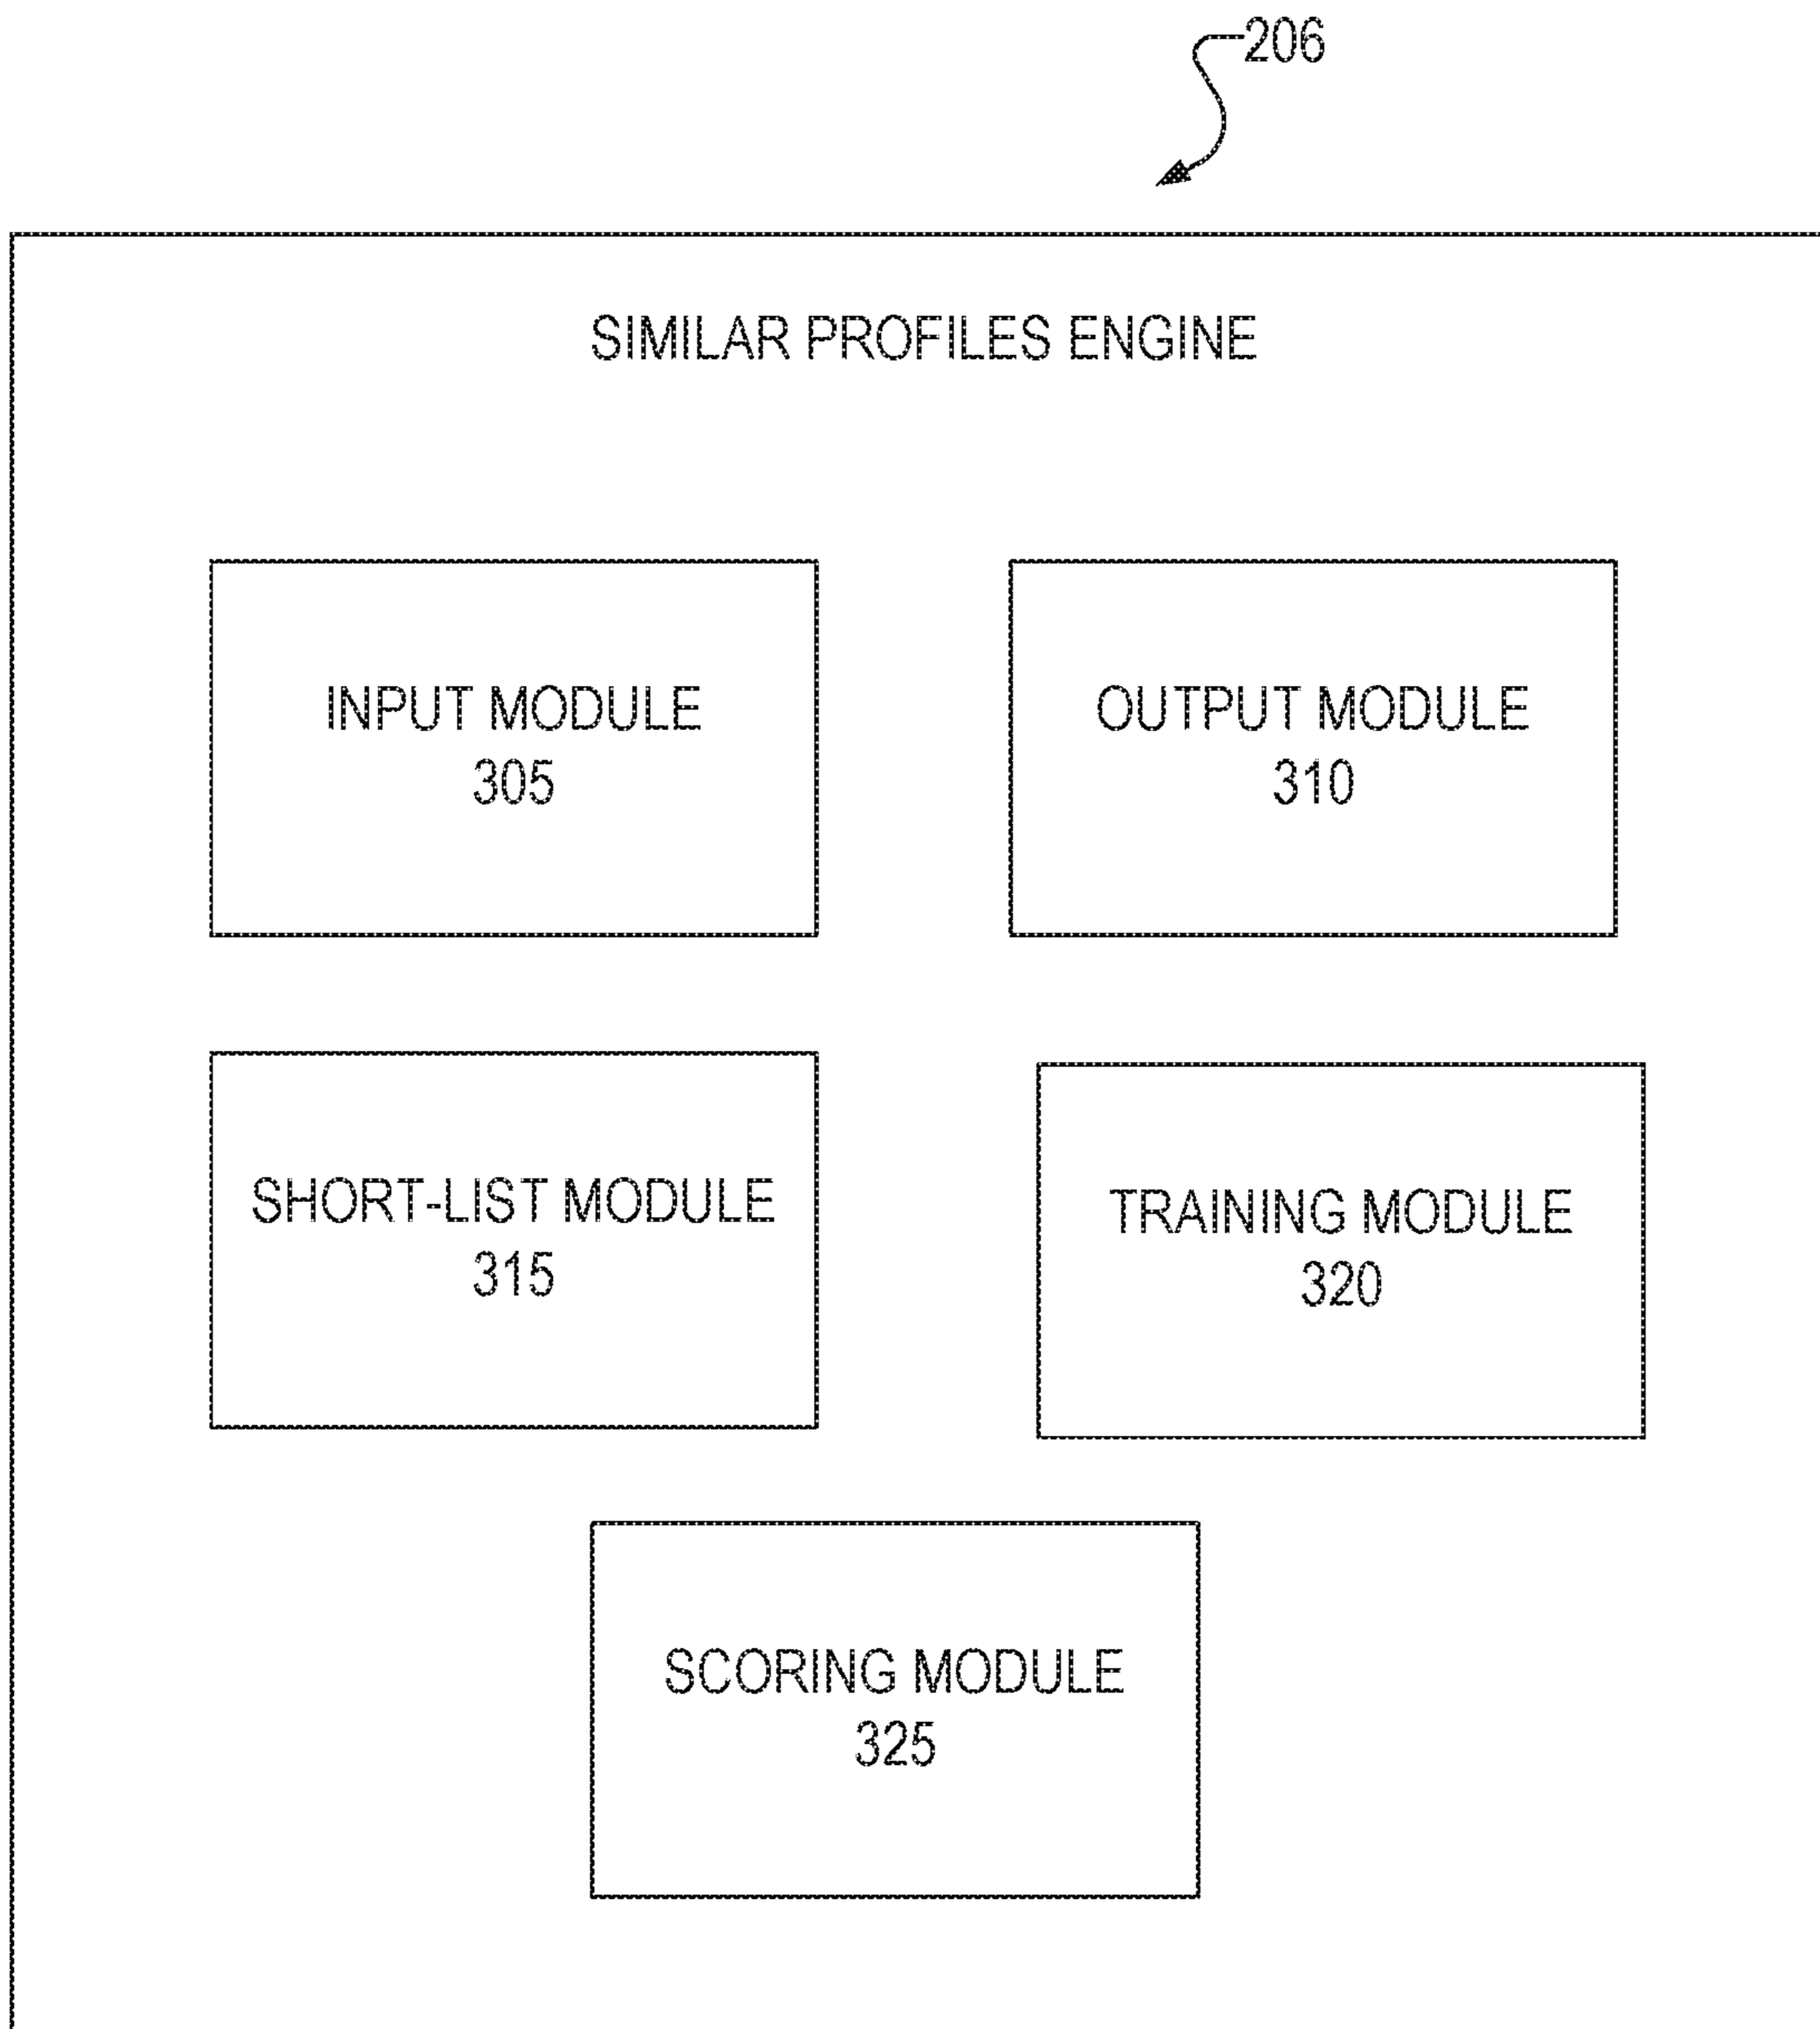 206
SIMILAR PROFILES ENGINE
INPUT MODULE
305
OUTPUT MODULE
310
SHORT-LIST MODULE
315
TRAINING MODULE
320
SCORING MODULE
325